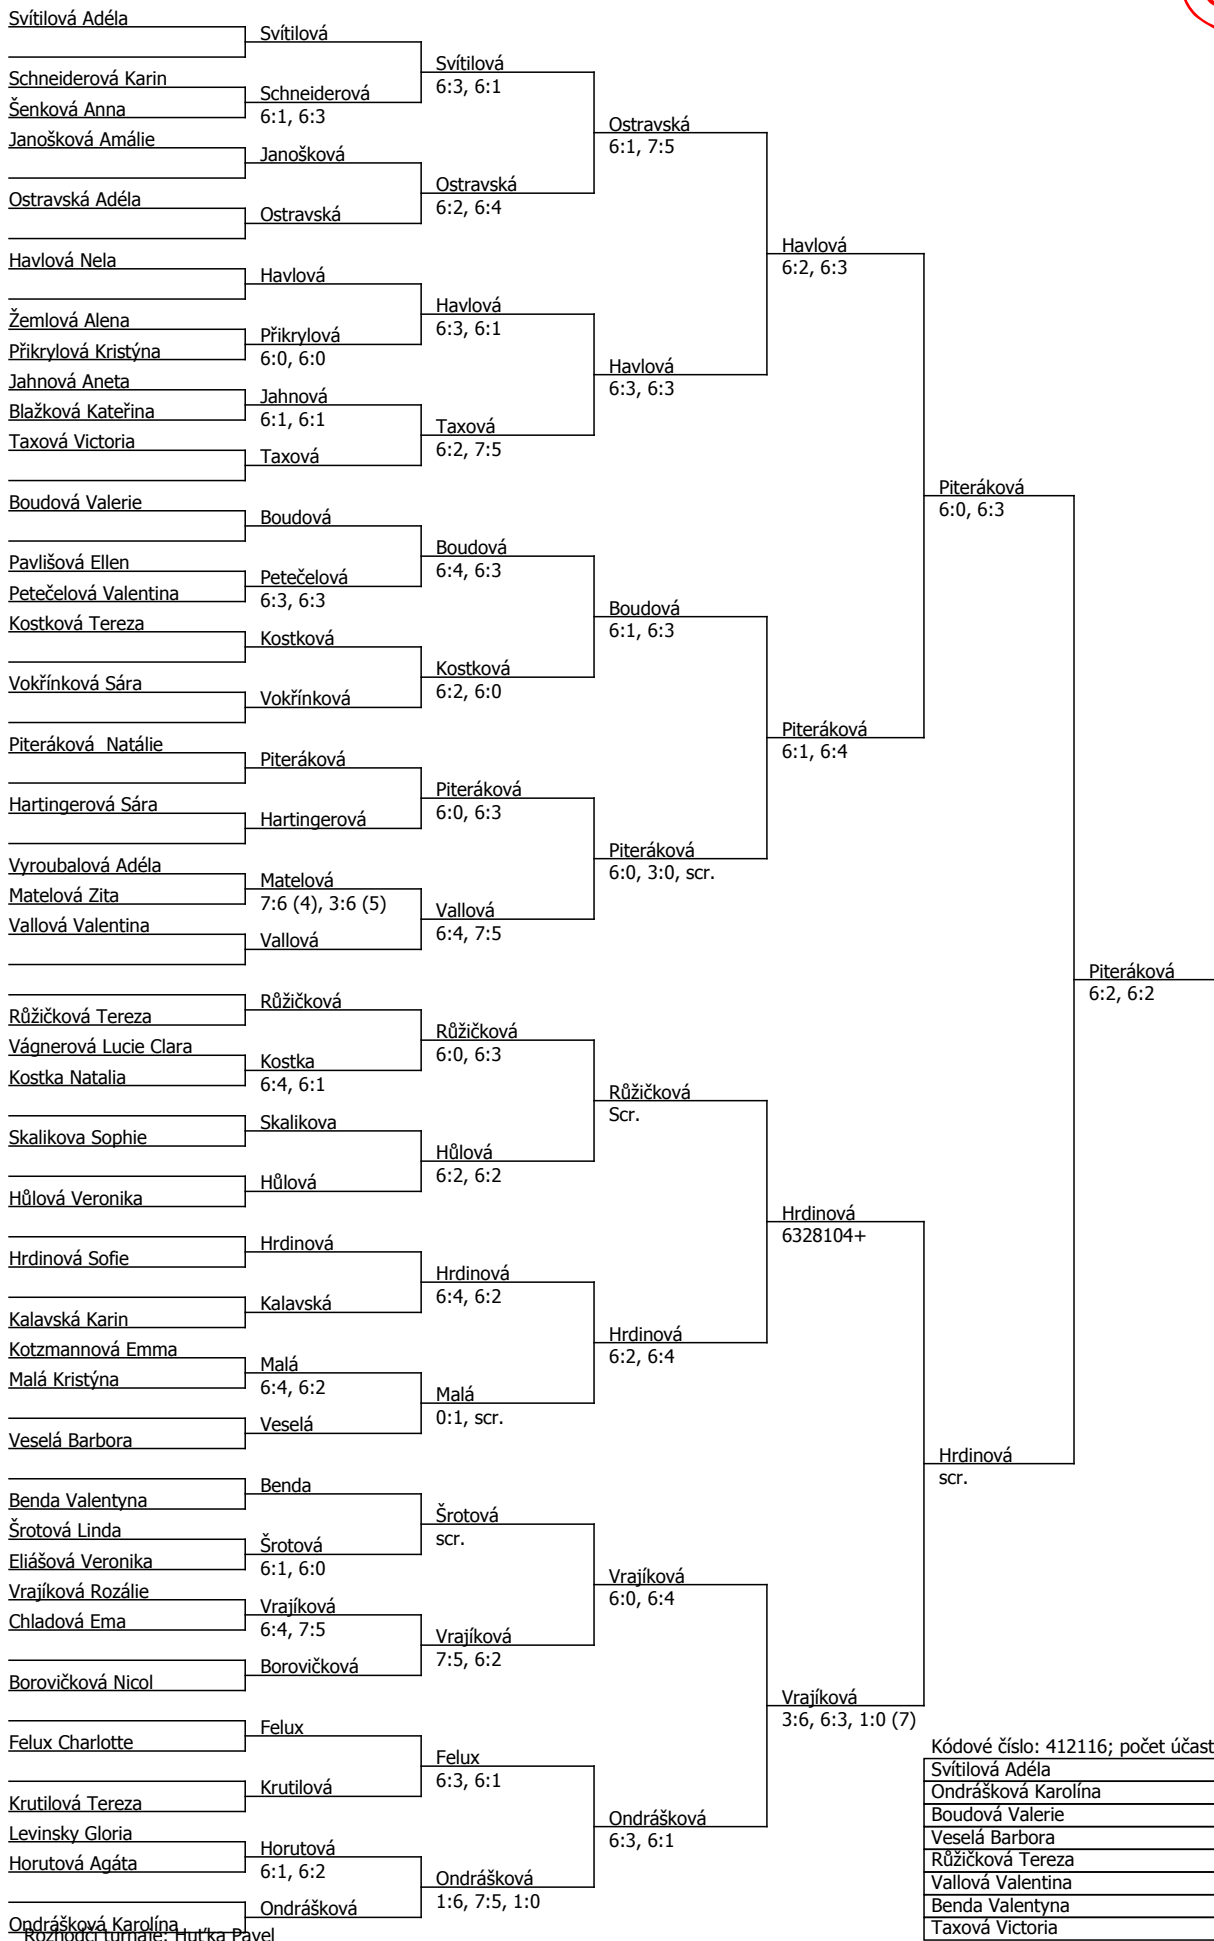 Svítilová Adéla
Schneiderová Karin
Šenková Anna
Janošková Amálie
Ostravská Adéla
Havlová Nela
Žemlová Alena
Přikrylová Kristýna
Jahnová Aneta
Blažková Kateřina
Taxová Victoria
Boudová Valerie
Pavlišová Ellen
Petečelová Valentina
Kostková Tereza
Vokřínková Sára
Piteráková  Natálie
Hartingerová Sára
Vyroubalová Adéla
Matelová Zita
Vallová Valentina
Růžičková Tereza
Vágnerová Lucie Clara
Kostka Natalia
Skalikova Sophie
Hůlová Veronika
Hrdinová Sofie
Kalavská Karin
Kotzmannová Emma
Malá Kristýna
Veselá Barbora
Benda Valentyna
Šrotová Linda
Eliášová Veronika
Vrajíková Rozálie
Chladová Ema
Borovičková Nicol
Felux Charlotte
Krutilová Tereza
Levinsky Gloria
Horutová Agáta
Ondrášková Karolína
Rozhodčí turnaje: Huťka Pavel
Svítilová
Schneiderová
6:1, 6:3
Janošková
Ostravská
Havlová
Přikrylová
6:0, 6:0
Jahnová
6:1, 6:1
Taxová
Boudová
Petečelová
6:3, 6:3
Kostková
Vokřínková
Piteráková
Hartingerová
Matelová
7:6 (4), 3:6 (5)
Vallová
Růžičková
Kostka
6:4, 6:1
Skalikova
Hůlová
Hrdinová
Kalavská
Malá
6:4, 6:2
Veselá
Benda
Šrotová
6:1, 6:0
Vrajíková
6:4, 7:5
Borovičková
Felux
Krutilová
Horutová
6:1, 6:2
Ondrášková
Svítilová
6:3, 6:1
Ostravská
6:2, 6:4
Havlová
6:3, 6:1
Taxová
6:2, 7:5
Boudová
6:4, 6:3
Kostková
6:2, 6:0
Piteráková
6:0, 6:3
Vallová
6:4, 7:5
Růžičková
6:0, 6:3
Hůlová
6:2, 6:2
Hrdinová
6:4, 6:2
Malá
0:1, scr.
Šrotová
scr.
Vrajíková
7:5, 6:2
Felux
6:3, 6:1
Ondrášková
1:6, 7:5, 1:0
Ostravská
6:1, 7:5
Havlová
6:3, 6:3
Boudová
6:1, 6:3
Piteráková
6:0, 3:0, scr.
Růžičková
Scr.
Hrdinová
6:2, 6:4
Vrajíková
6:0, 6:4
Ondrášková
6:3, 6:1
Havlová
6:2, 6:3
Piteráková
6:1, 6:4
Hrdinová
6328104+
Vrajíková
3:6, 6:3, 1:0 (7)
Piteráková
6:0, 6:3
Hrdinová
scr.
Piteráková
6:2, 6:2
Kódové číslo: 412116; počet účast
Svítilová Adéla
Ondrášková Karolína
Boudová Valerie
Veselá Barbora
Růžičková Tereza
Vallová Valentina
Benda Valentyna
Taxová Victoria